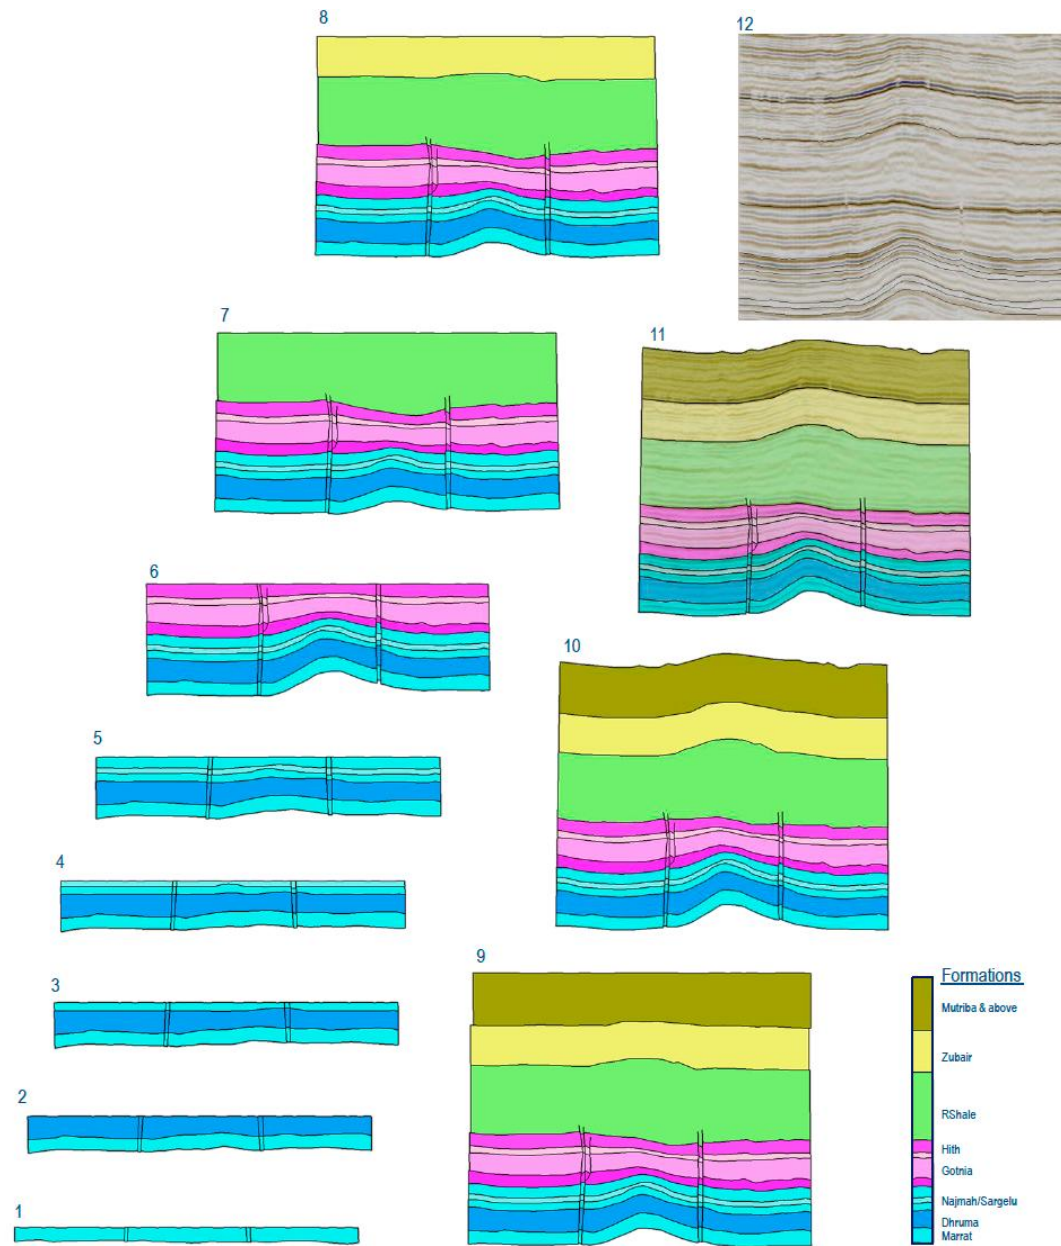 8
12
7
11
6
10
5
4
9
3
2
1
Formations
Mutriba & above
Zubair
RShale
Hith
Gotnia
Najmah/Sargelu
Dhruma
Marrat